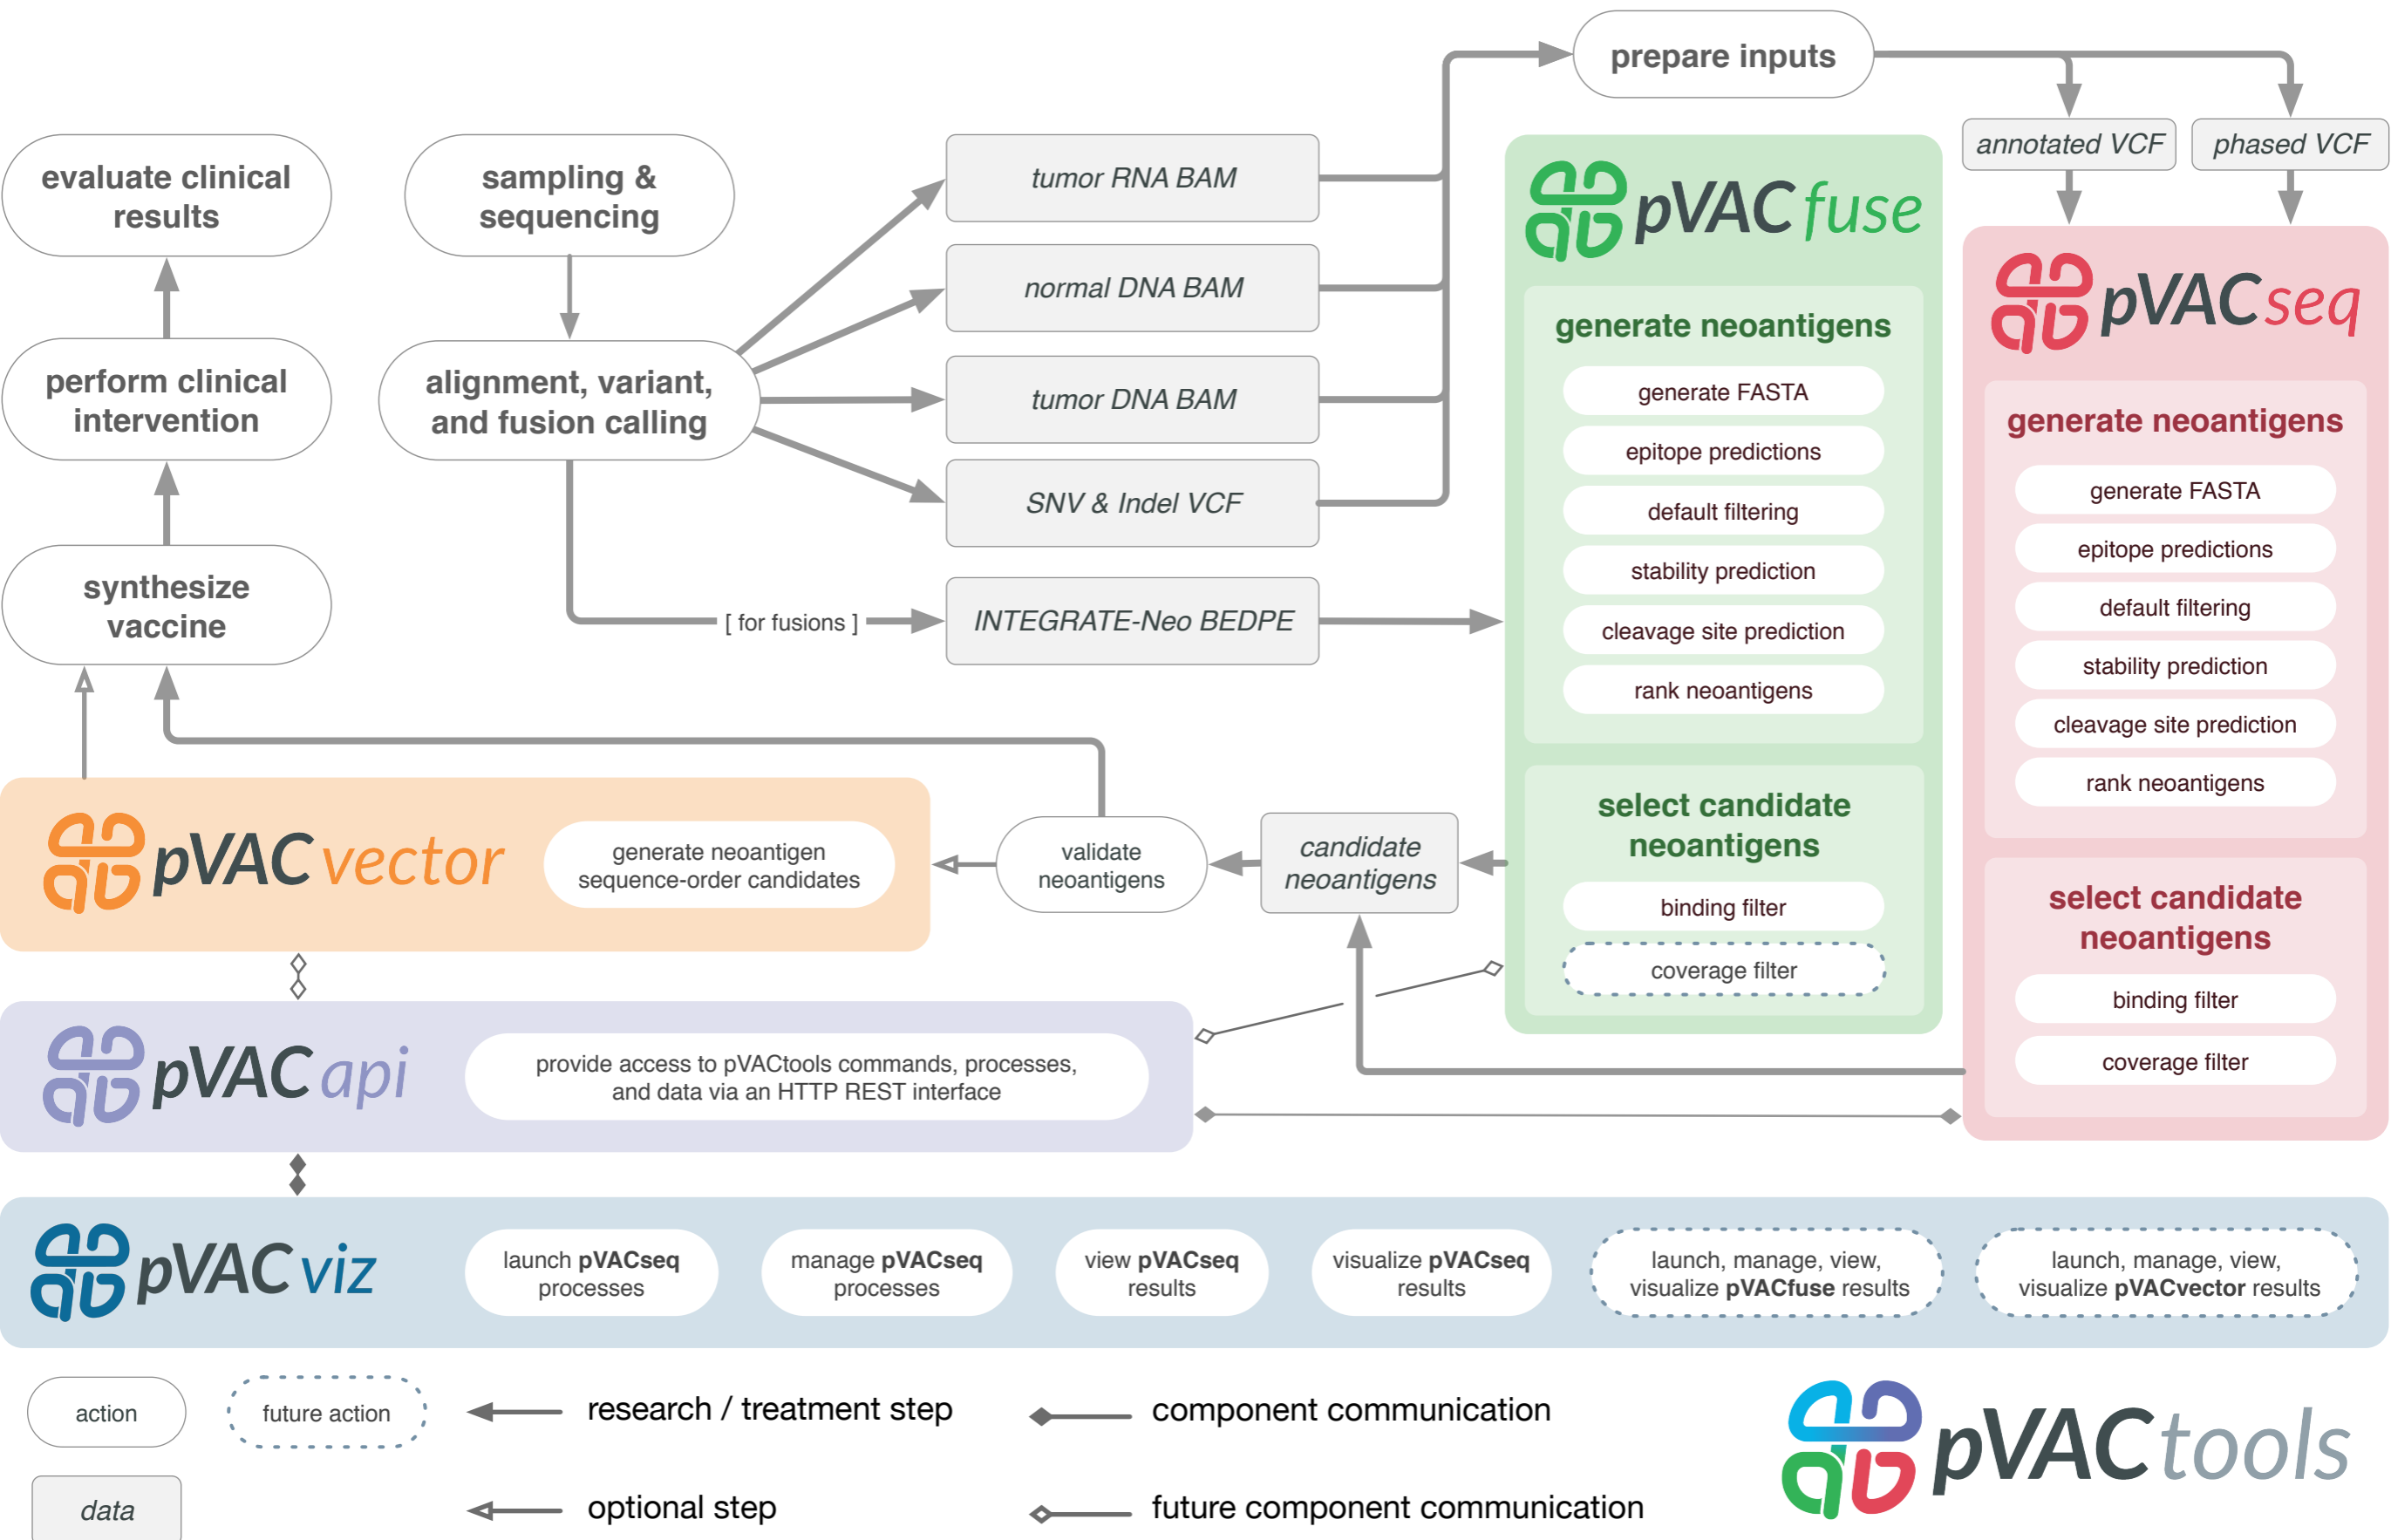 prepare inputs
annotated VCF
phased VCF
evaluate clinical
results
sampling &
sequencing
tumor RNA BAM
normal DNA BAM
tumor DNA BAM
SNV & Indel VCF
perform clinical
intervention
alignment, variant,
and fusion calling
synthesize
vaccine
[ for fusions ]
INTEGRATE-Neo BEDPE
pVACfuse
generate neoantigens
generate FASTA
epitope predictions
default filtering
stability prediction
cleavage site prediction
rank neoantigens
select candidate
neoantigens
binding filter
coverage filter
pVACseq
generate neoantigens
generate FASTA
epitope predictions
default filtering
stability prediction
cleavage site prediction
rank neoantigens
select candidate
neoantigens
binding filter
coverage filter
candidate
neoantigens
validate
neoantigens
pVACvector
generate neoantigen
sequence-order candidates
pVACapi
provide access to pVACtools commands, processes,
and data via an HTTP REST interface
pVACviz
launch pVACseq
processes
manage pVACseq
processes
view pVACseq
results
visualize pVACseq
results
launch, manage, view,
visualize pVACfuse results
launch, manage, view,
visualize pVACvector results
action
future action
research / treatment step
component communication
data
optional step
future component communication
pVACtools